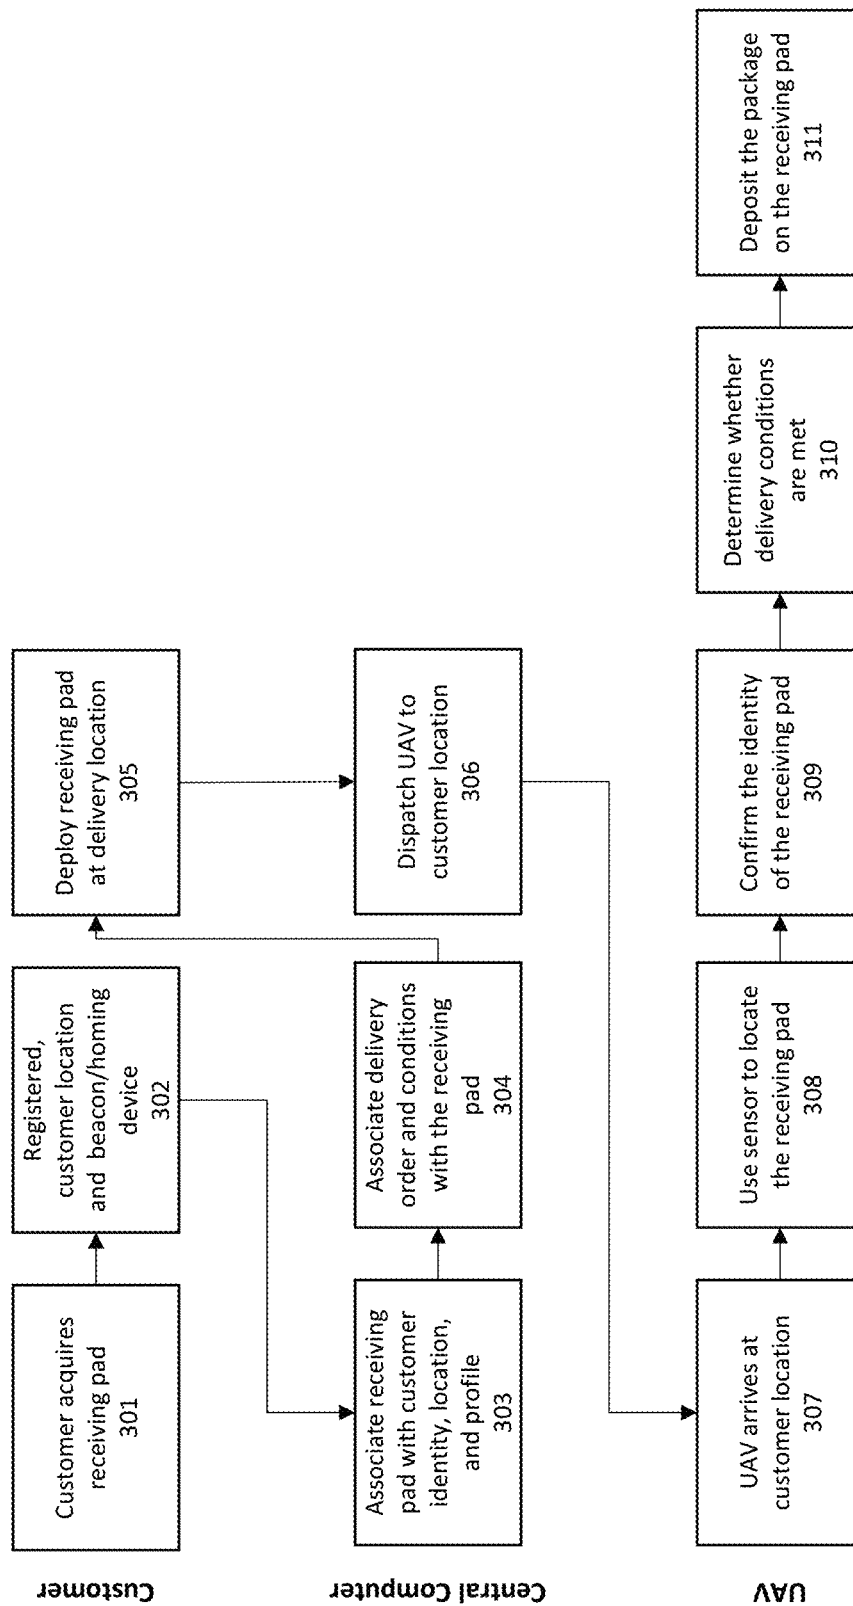 Customer
Customer acquires
receiving pad
301
Registered,
customer location
and beacon/homing
device
302
Deploy receiving pad
at delivery location
305
Central Computer
Associate receiving
pad with customer
identity, location,
and profile
303
Associate delivery
order and conditions
with the receiving
pad
304
Dispatch UAV to
customer location
306
UAV
UAV arrives at
customer location
307
Use sensor to locate
the receiving pad
308
Confirm the identity
of the receiving pad
309
Determine whether
delivery conditions
are met
310
Deposit the package
on the receiving pad
311